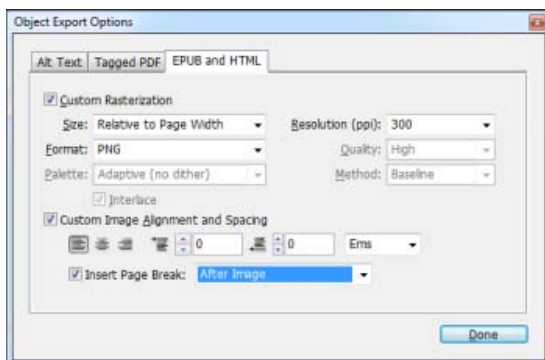 Object Export Options
Alt Text Tagged PDF EPUB and HTML
Custom Rasterization
Size: Relative to Page Width Resolution (ppi): 300
Format: PNG Quality: High
Palette: Adaptive (no dither) Method: Baseline
Interlace
Custom Image Alignment and Spacing
0 0 Ems
Insert Page Break: After Image
Done